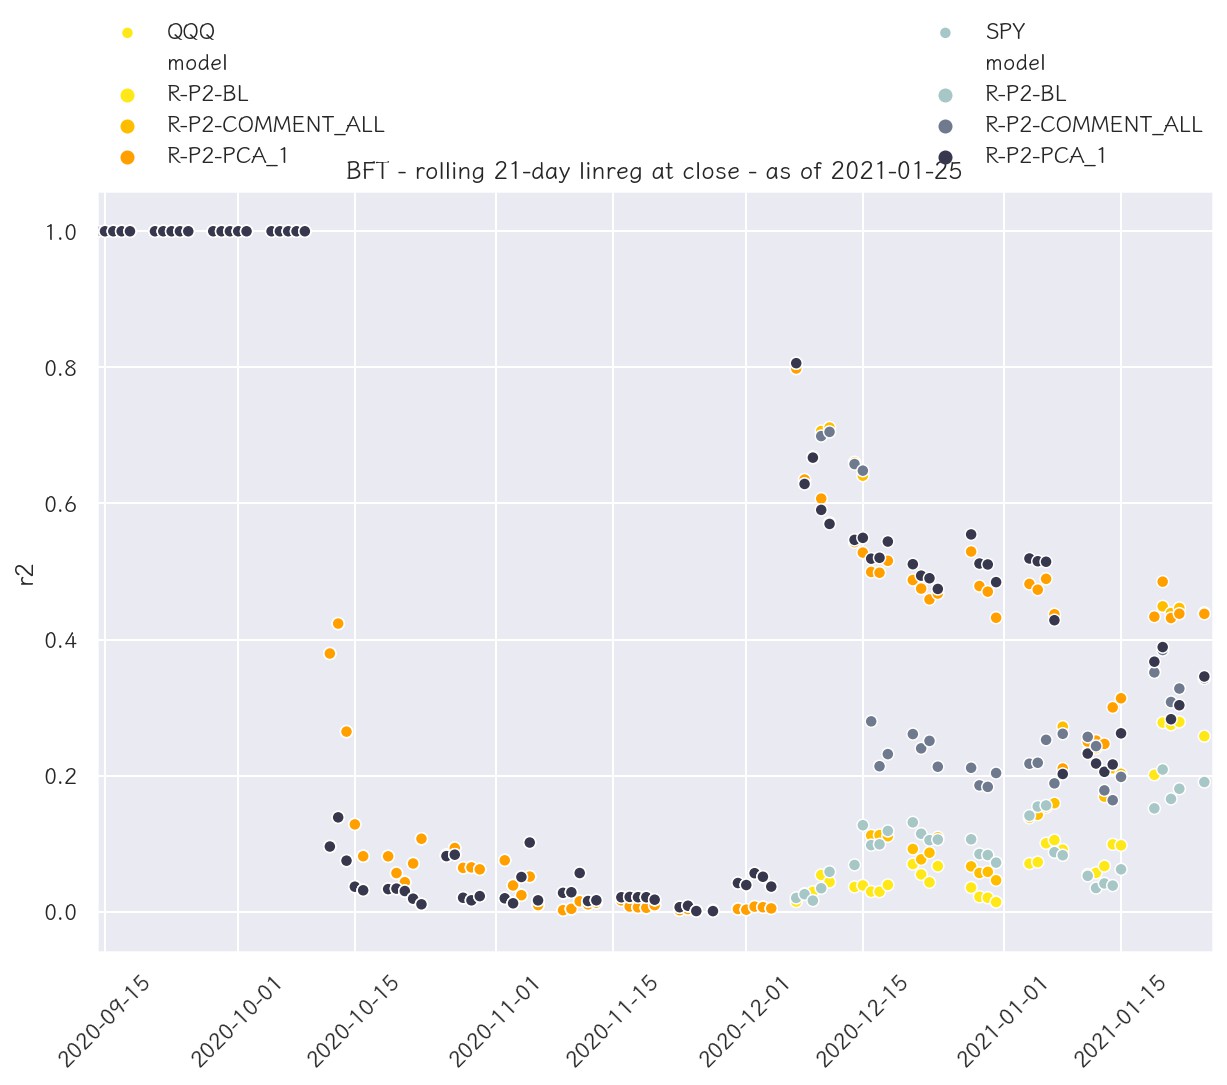 QQQ
model
R-P2-BL
R-P2-COMMENT_ALL
R-P2-PCA_1
SPY
model
R-P2-BL
R-P2-COMMENT_ALL
R-P2-PCA_1
BFT - rolling 21-day linreg at close - as of 2021-01-25
r2
1.0
0.8
0.6
0.4
0.2
0.0
2020-09-15
2020-10-01
2020-10-15
2020-11-01
2020-11-15
2020-12-01
2020-12-15
2021-01-01
2021-01-15